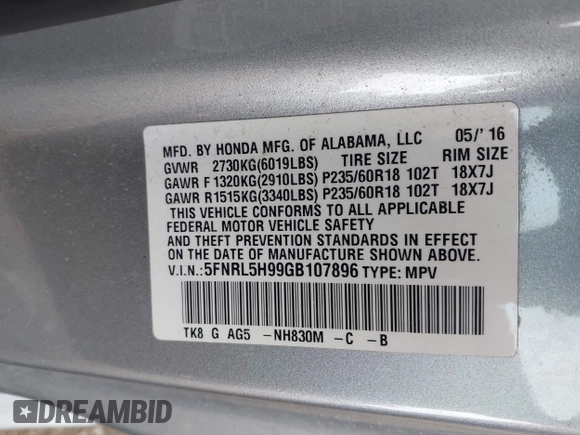 MFD. BY HONDA MFG. OF ALABAMA, LLC 05/'16
GVWR 2730KG(6019LBS) TIRE SIZE RIM SIZE
GAWR F 1320KG(2910LBS) P235/60R18 102T 18X7J
GAWR R 1515KG(3340LBS) P235/60R18 102T 18X7J
THIS VEHICLE CONFORMS TO ALL APPLICABLE
FEDERAL MOTOR VEHICLE SAFETY
AND THEFT PREVENTION STANDARDS IN EFFECT ON
THE DATE OF MANUFACTURE SHOWN ABOVE.
V.I.N.: 5FNRL5H99GB107896 TYPE: MPV
TK8 G AG5 -NH830M -C -B
DREAMBID